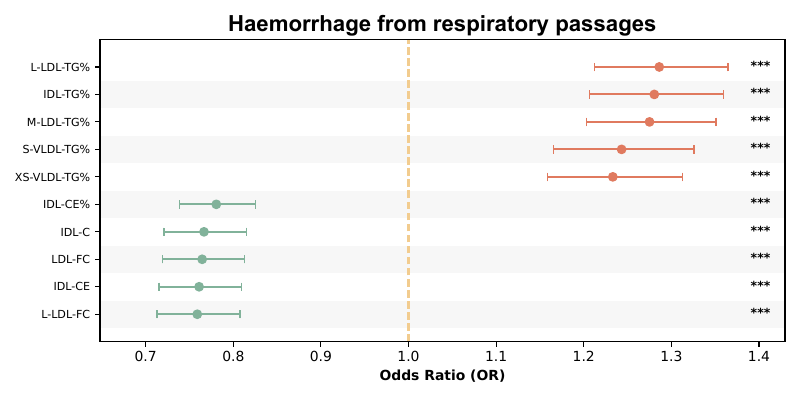 Haemorrhage from respiratory passages
L-LDL-TG% ***
IDL-TG% ***
M-LDL-TG% ***
S-VLDL-TG% ***
XS-VLDL-TG% ***
IDL-CE% ***
IDL-C ***
LDL-FC ***
IDL-CE ***
L-LDL-FC ***
0.7 0.8 0.9 1.0 1.1 1.2 1.3 1.4
Odds Ratio (OR)